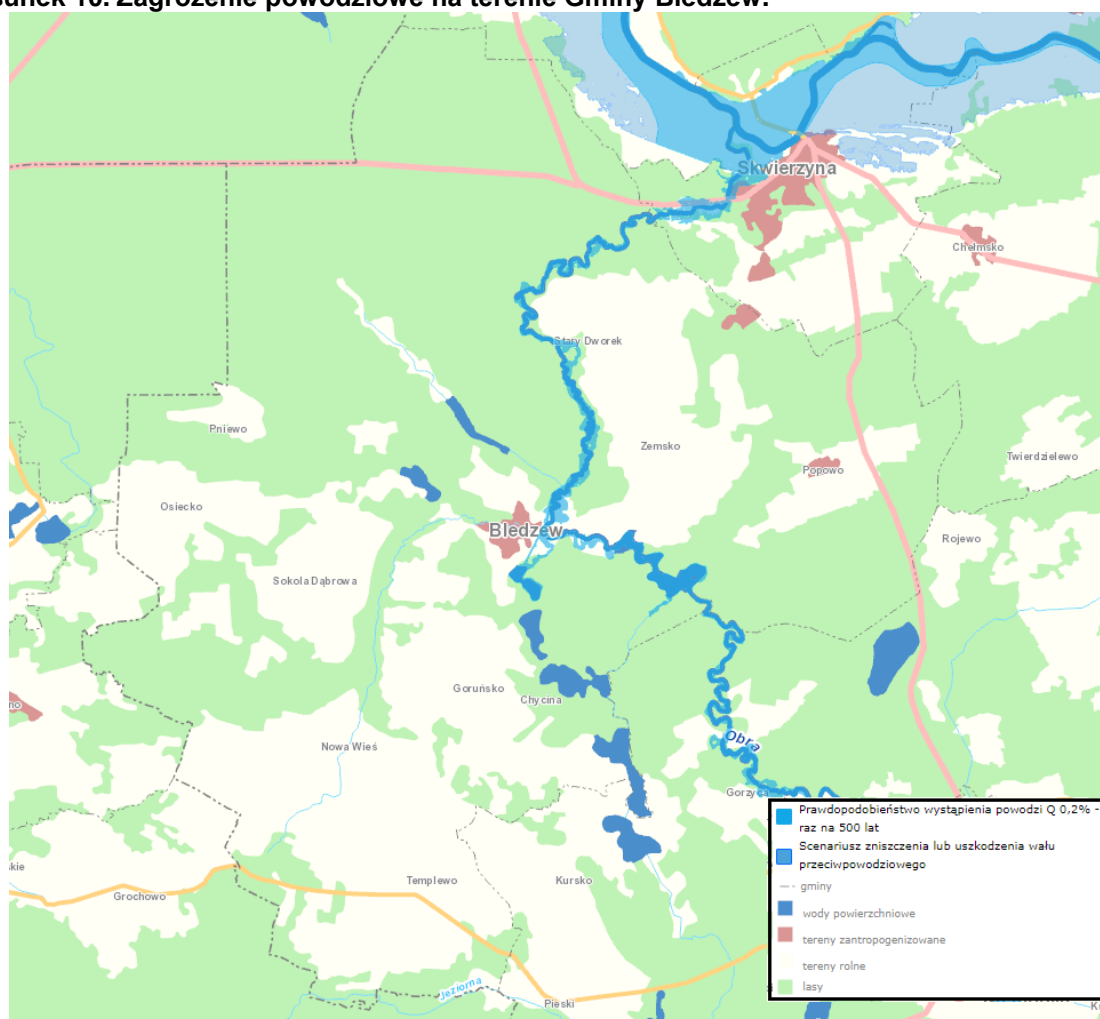 Rysunek 10. Zagrożenie powodziowe na terenie Gminy Bledzew.
Skwierzyna
Chełmsko
Stary Dworek
Pniewo
Zemsko
Popowo
Twierdzielewo
Osiecko
Bledzew
Rojewo
Sokola Dąbrowa
Goruńsko
Chycina
Nowa Wieś
Obra
Gorzyca
Templewo
Kursko
Grochowo
Jeziorna
Pieski
Prawdopodobieństwo wystąpienia powodzi Q 0,2% -
raz na 500 lat
Scenariusz zniszczenia lub uszkodzenia wału
przeciwpowodziowego
gminy
wody powierzchniowe
tereny zantropogenizowane
tereny rolne
lasy